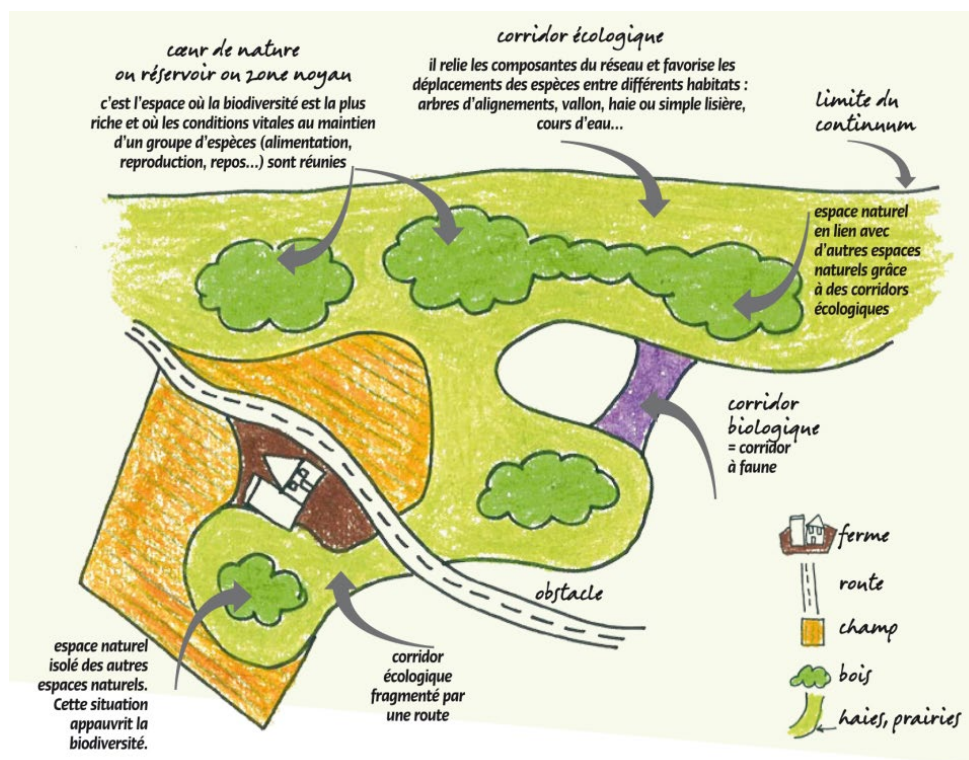 cœur de nature
ou réservoir ou zone noyau
c'est l'espace où la biodiversité est la plus
riche et où les conditions vitales au maintien
d'un groupe d'espèces (alimentation,
reproduction, repos...) sont réunies
corridor écologique
il relie les composantes du réseau et favorise les
déplacements des espèces entre différents habitats :
arbres d'alignements, vallon, haie ou simple lisière,
cours d'eau...
limite du
continuum
espace naturel
en lien avec
d'autres espaces
naturels grâce
à des corridors
écologiques
corridor
biologique
= corridor
à faune
obstacle
espace naturel
isolé des autres
espaces naturels.
Cette situation
appauvrit la
biodiversité.
corridor
écologique
fragmenté par
une route
ferme
route
champ
bois
haies, prairies